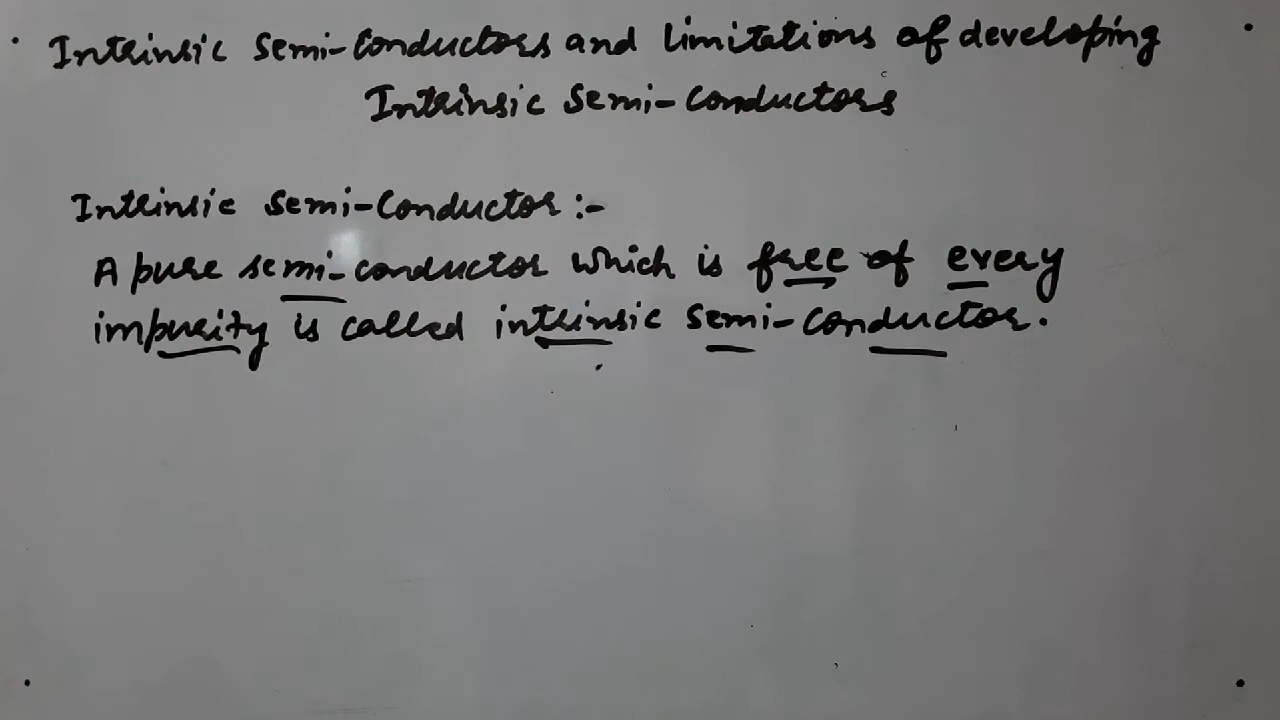 Intrinsic Semi-Conductors and limitations of developing
Intrinsic Semi-Conductors
Intrinsic Semi-Conductor :-
A pure semi-conductor which is free of every
impurity is called intrinsic semi-conductor.